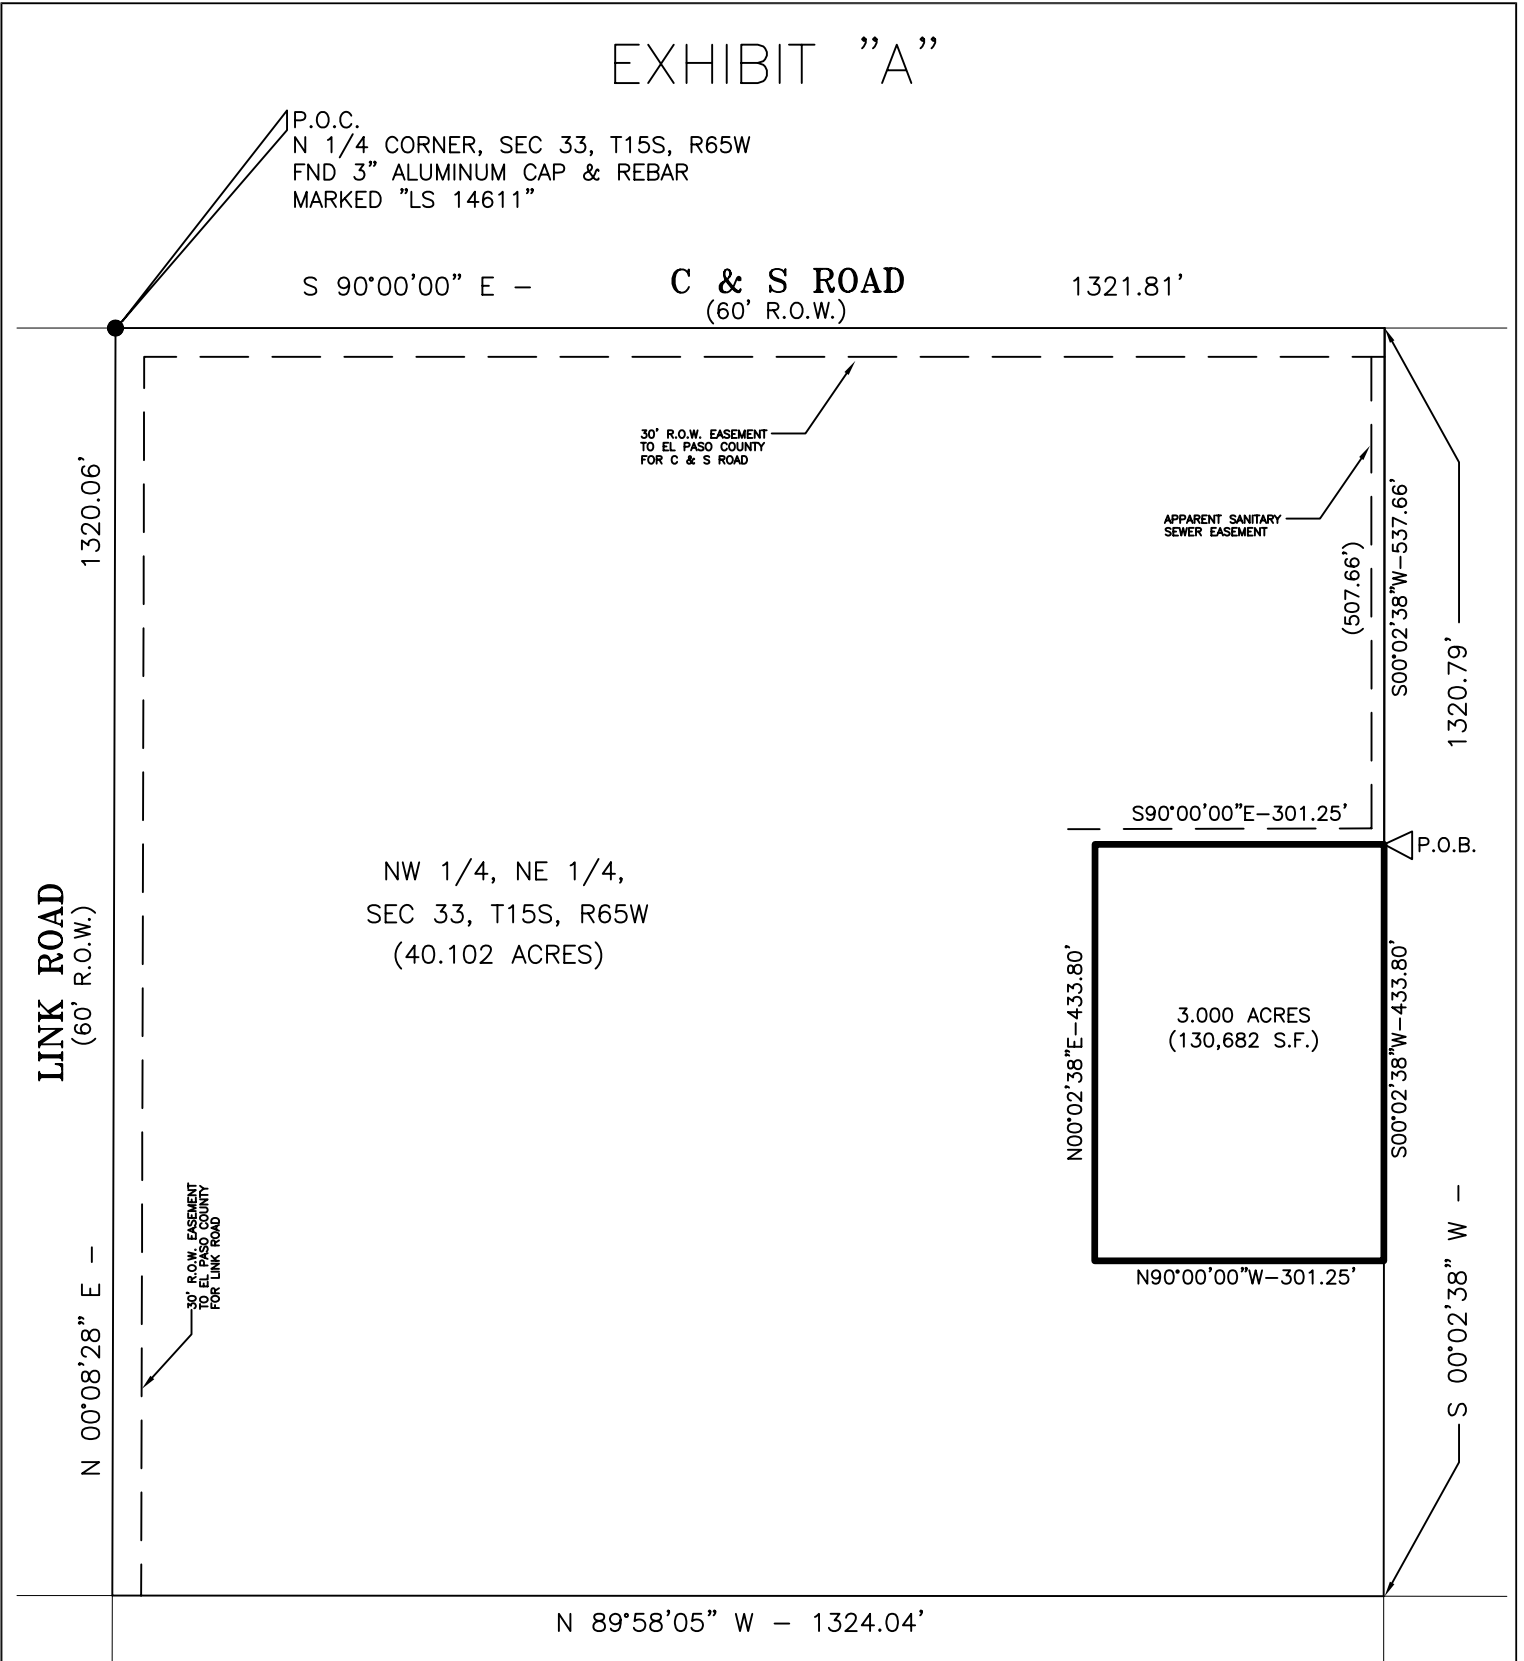 EXHIBIT "A"
P.O.C.
N 1/4 CORNER, SEC 33, T15S, R65W
FND 3" ALUMINUM CAP & REBAR
MARKED "LS 14611"
S 90°00'00" E – C & S ROAD 1321.81'
(60' R.O.W.)
30' R.O.W. EASEMENT
TO EL PASO COUNTY
FOR C & S ROAD
APPARENT SANITARY
SEWER EASEMENT
1320.06'
(507.66')
S00°02'38"W–537.66'
1320.79'
S90°00'00"E–301.25'
P.O.B.
NW 1/4, NE 1/4,
SEC 33, T15S, R65W
(40.102 ACRES)
LINK ROAD
(60' R.O.W.)
N00°02'38"E–433.80'
3.000 ACRES
(130,682 S.F.)
S00°02'38"W–433.80'
30' R.O.W. EASEMENT
TO EL PASO COUNTY
FOR LINK ROAD
N 00°08'28" E –
N90°00'00"W–301.25'
S 00°02'38" W –
N 89°58'05" W – 1324.04'